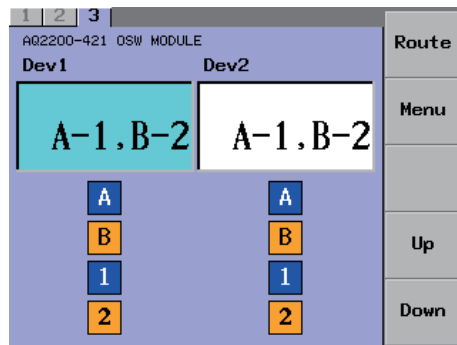 1 2 3
AQ2200-421 OSW MODULE
Dev1 Dev2
A-1,B-2 A-1,B-2
A A
B B
1 1
2 2
Route
Menu
Up
Down